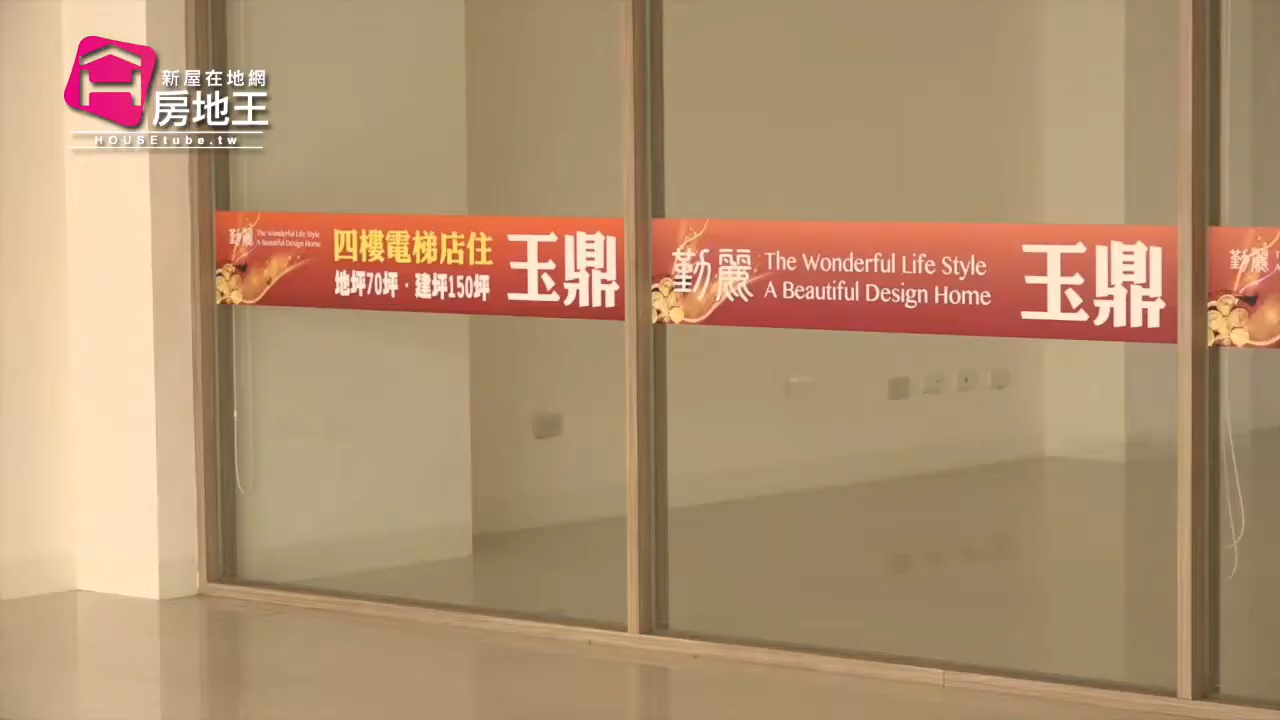 新屋在地網
房地王
HOUSEtube.tw
勤麗
The Wonderful Life Style
A Beautiful Design Home
四樓電梯店住
地坪70坪・建坪150坪
玉鼎
勤麗
The Wonderful Life Style
A Beautiful Design Home
玉鼎
勤麗